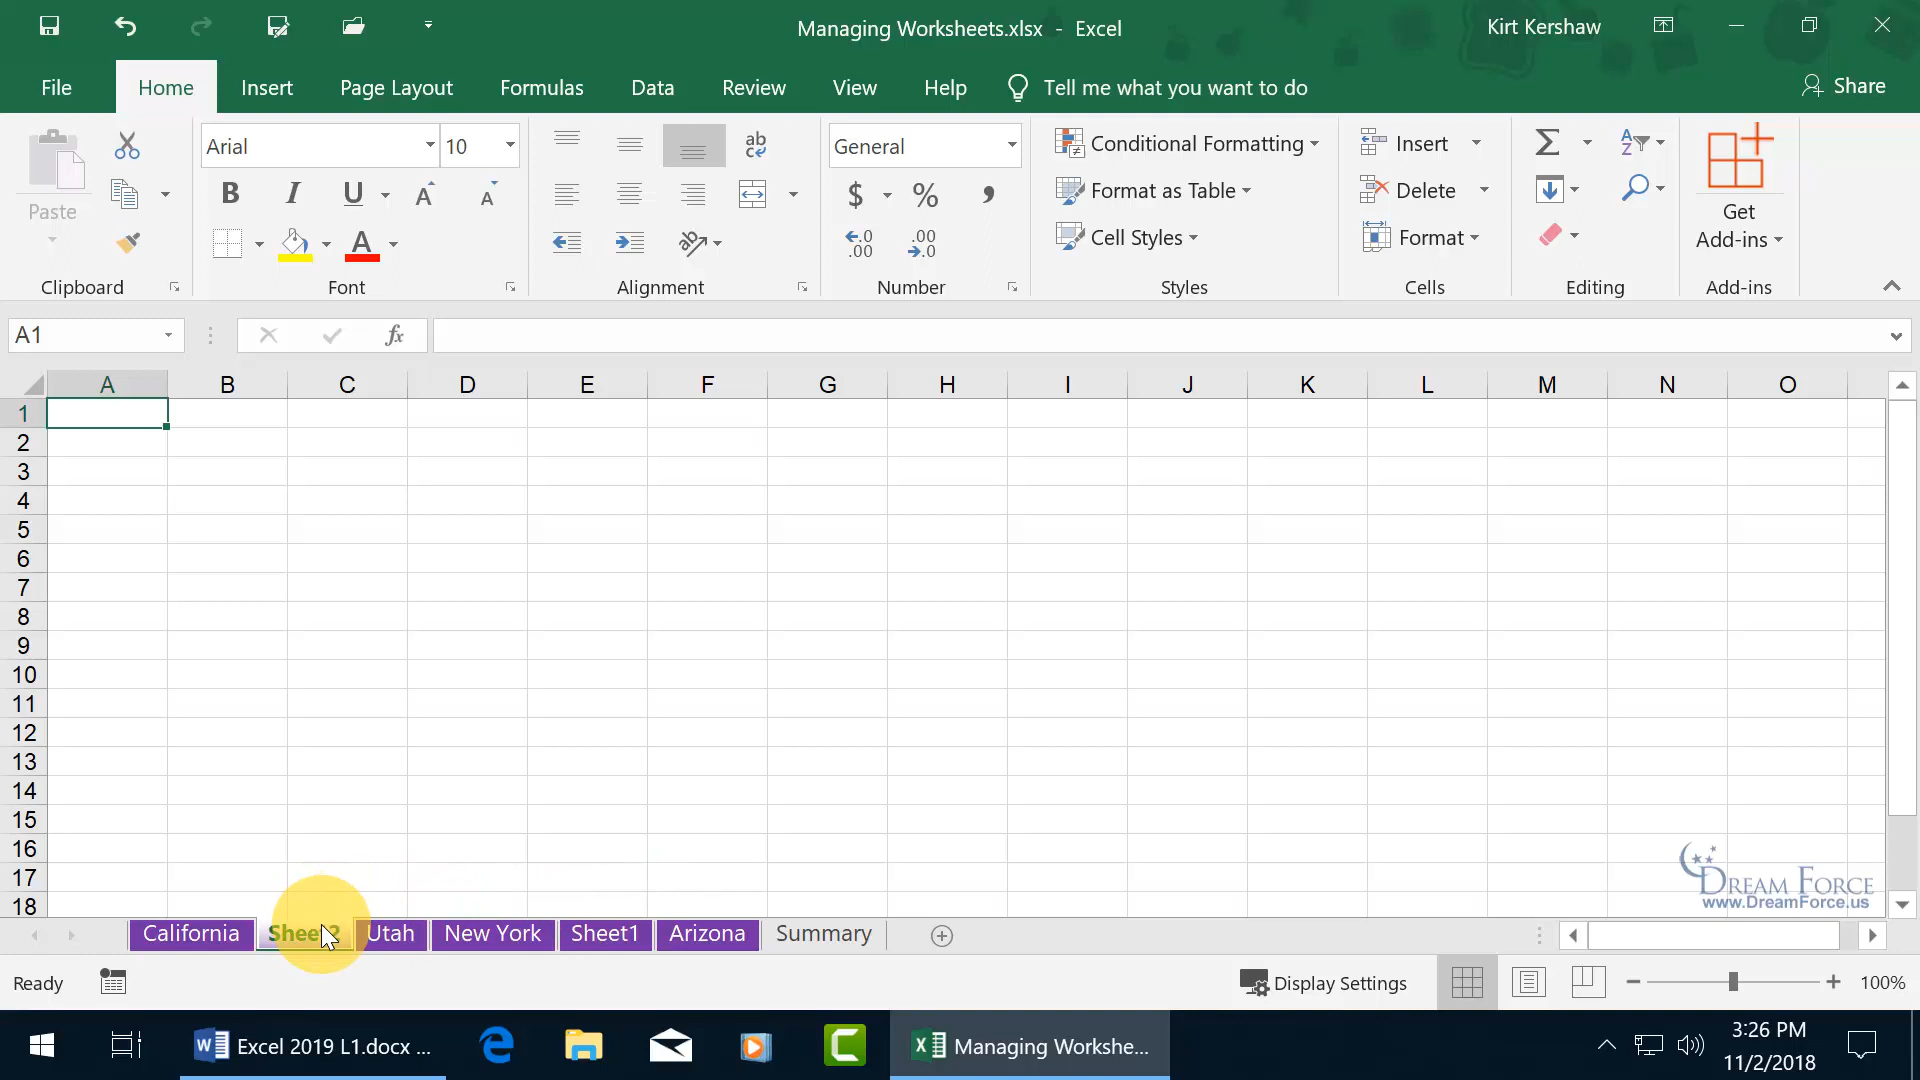 Managing Worksheets.xlsx - Excel
Kirt Kershaw
File Home Insert Page Layout Formulas Data Review View Help Tell me what you want to do Share
Paste
Clipboard
Arial 10
B I U A A
A
Font
ab c
Alignment
General
$ % ,
.0 .00 .00 .0
Number
Conditional Formatting
Format as Table
Cell Styles
Styles
Insert
Delete
Format
Cells
Σ A Z
Editing
Get Add-ins
Add-ins
A1 fx
A B C D E F G H I J K L M N O
1
2
3
4
5
6
7
8
9
10
11
12
13
14
15
16
17
18
DREAM FORCE
www.DreamForce.us
California Utah New York Sheet1 Arizona Summary
Ready Display Settings 100%
Excel 2019 L1.docx ... Managing Workshe... 3:26 PM
11/2/2018